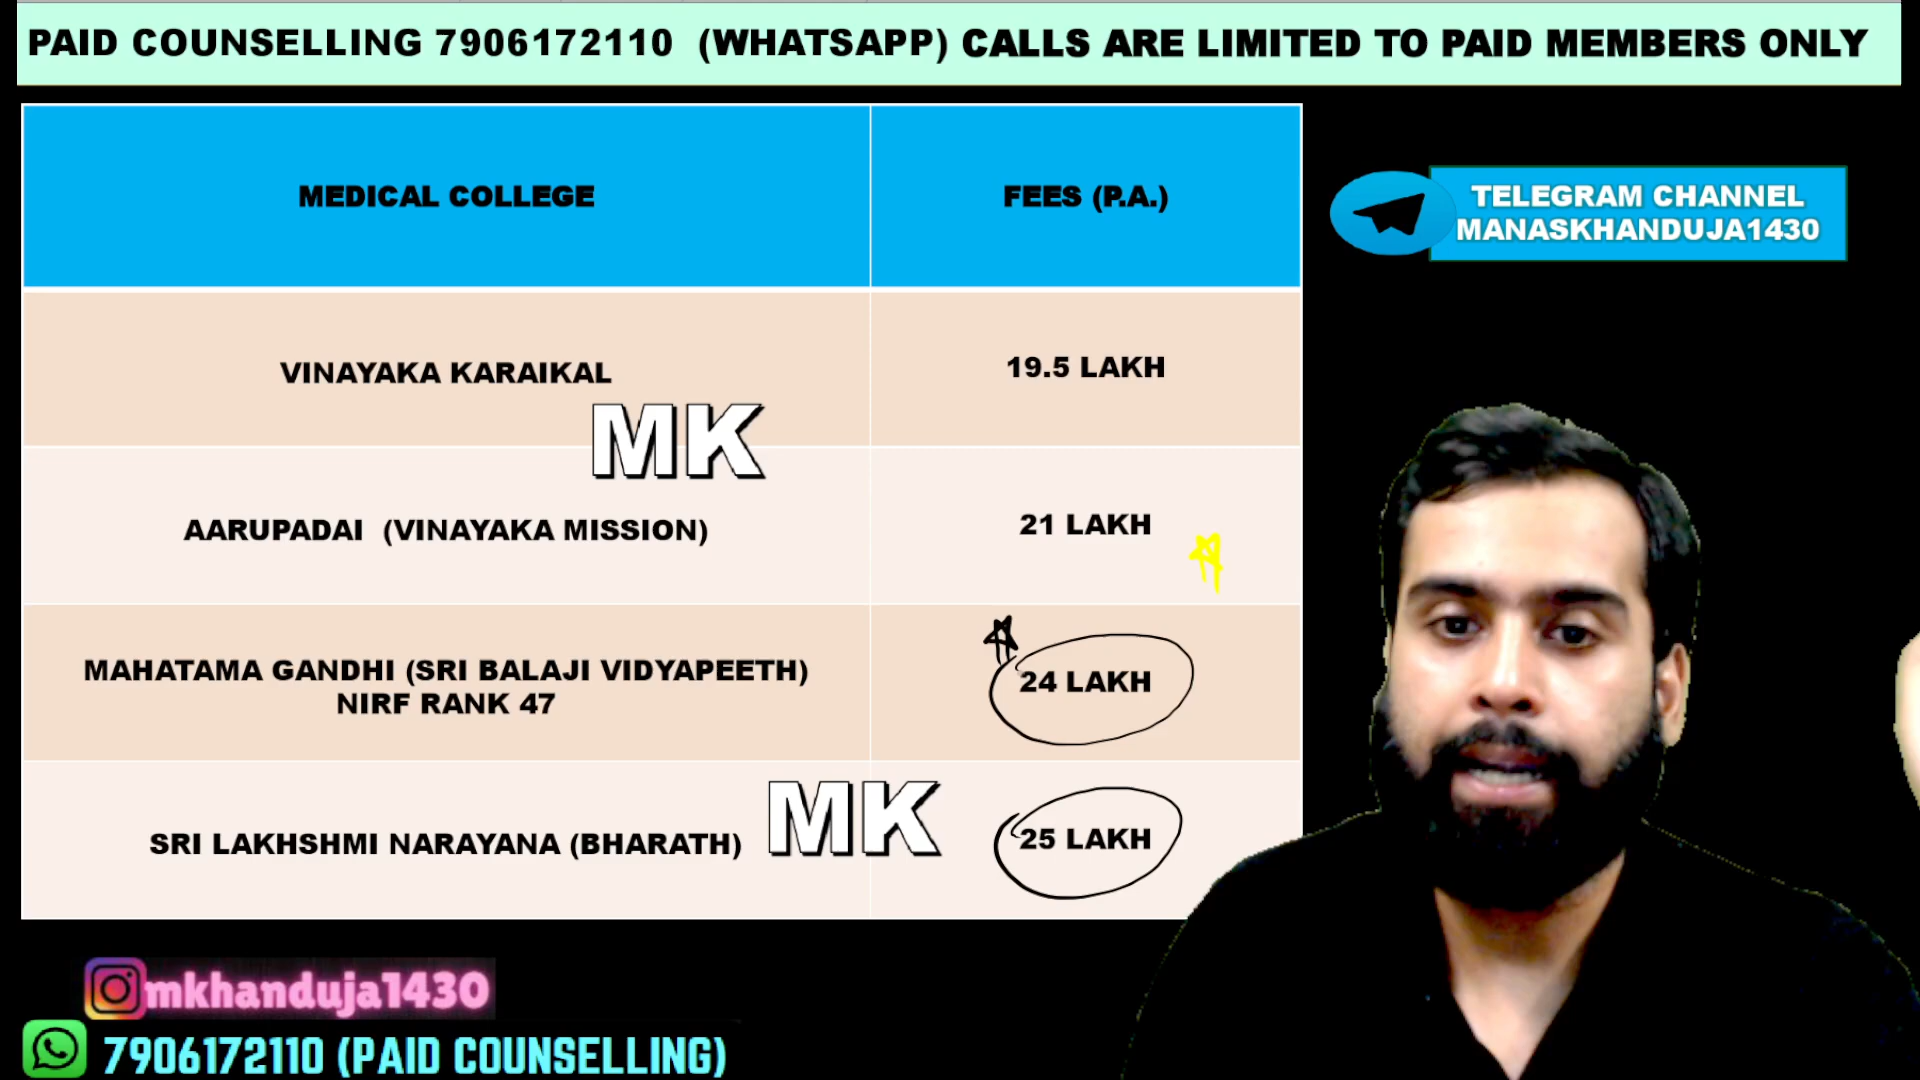 PAID COUNSELLING 7906172110 (WHATSAPP) CALLS ARE LIMITED TO PAID MEMBERS ONLY
MEDICAL COLLEGE
FEES (P.A.)
TELEGRAM CHANNEL
MANASKHANDUJA1430
VINAYAKA KARAIKAL
19.5 LAKH
MK
AARUPADAI (VINAYAKA MISSION)
21 LAKH
MAHATAMA GANDHI (SRI BALAJI VIDYAPEETH)
NIRF RANK 47
24 LAKH
SRI LAKHSHMI NARAYANA (BHARATH)
MK
25 LAKH
mkhanduja1430
7906172110 (PAID COUNSELLING)